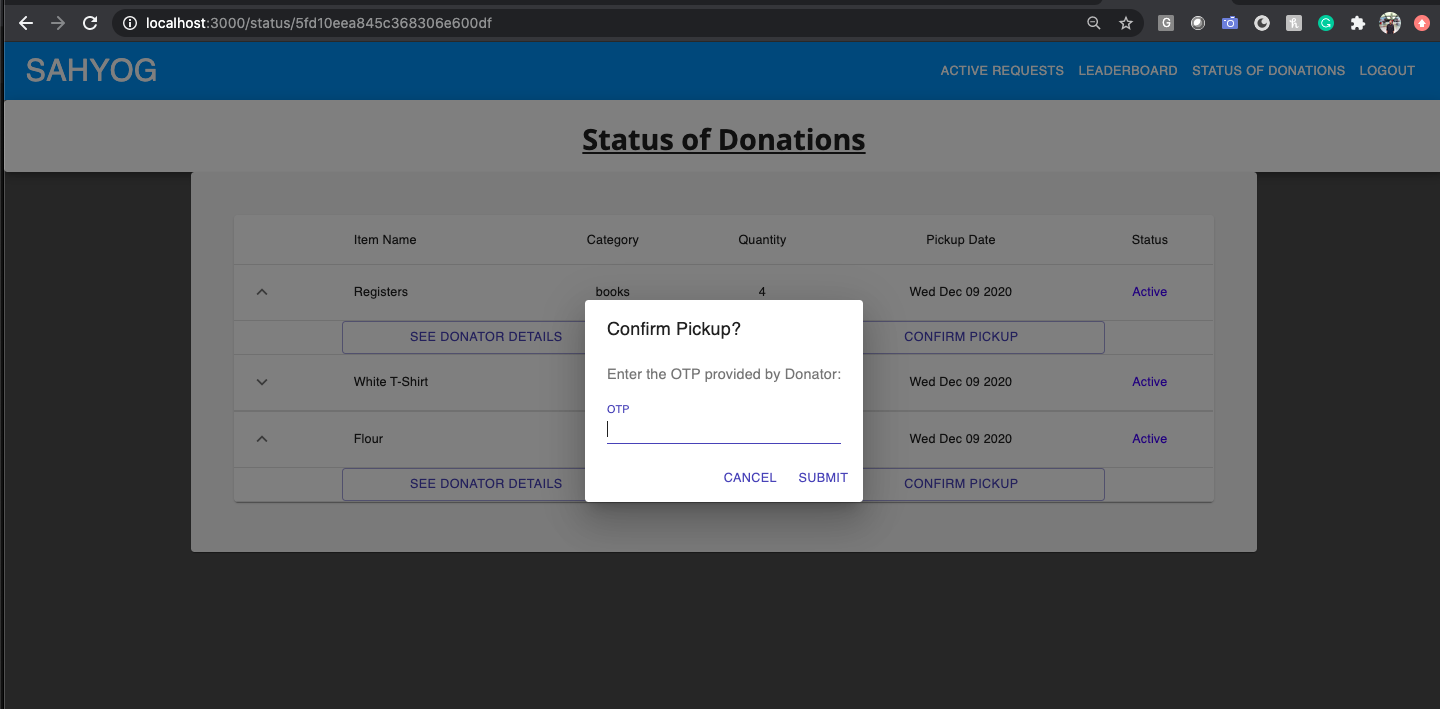 localhost:3000/status/5fd10eea845c368306e600df
SAHYOG
ACTIVE REQUESTS LEADERBOARD STATUS OF DONATIONS LOGOUT
Status of Donations
Item Name Category Quantity Pickup Date Status
Registers books 4 Wed Dec 09 2020 Active
SEE DONATOR DETAILS CONFIRM PICKUP
White T-Shirt Wed Dec 09 2020 Active
Flour Wed Dec 09 2020 Active
SEE DONATOR DETAILS CONFIRM PICKUP
Confirm Pickup?
Enter the OTP provided by Donator:
OTP
CANCEL SUBMIT